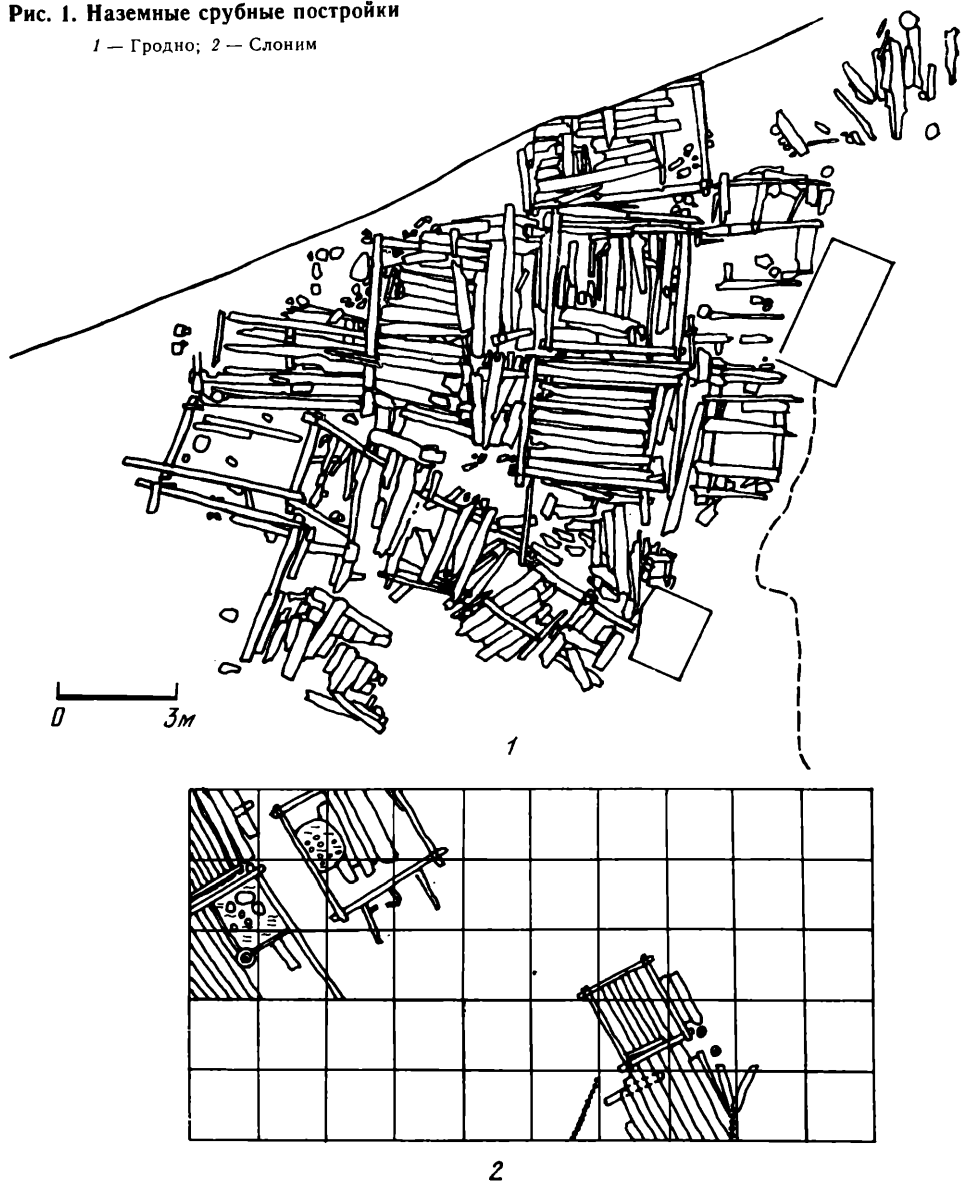 Рис. 1. Наземные срубные постройки
1 — Гродно; 2 — Слоним
0 3м
1
2